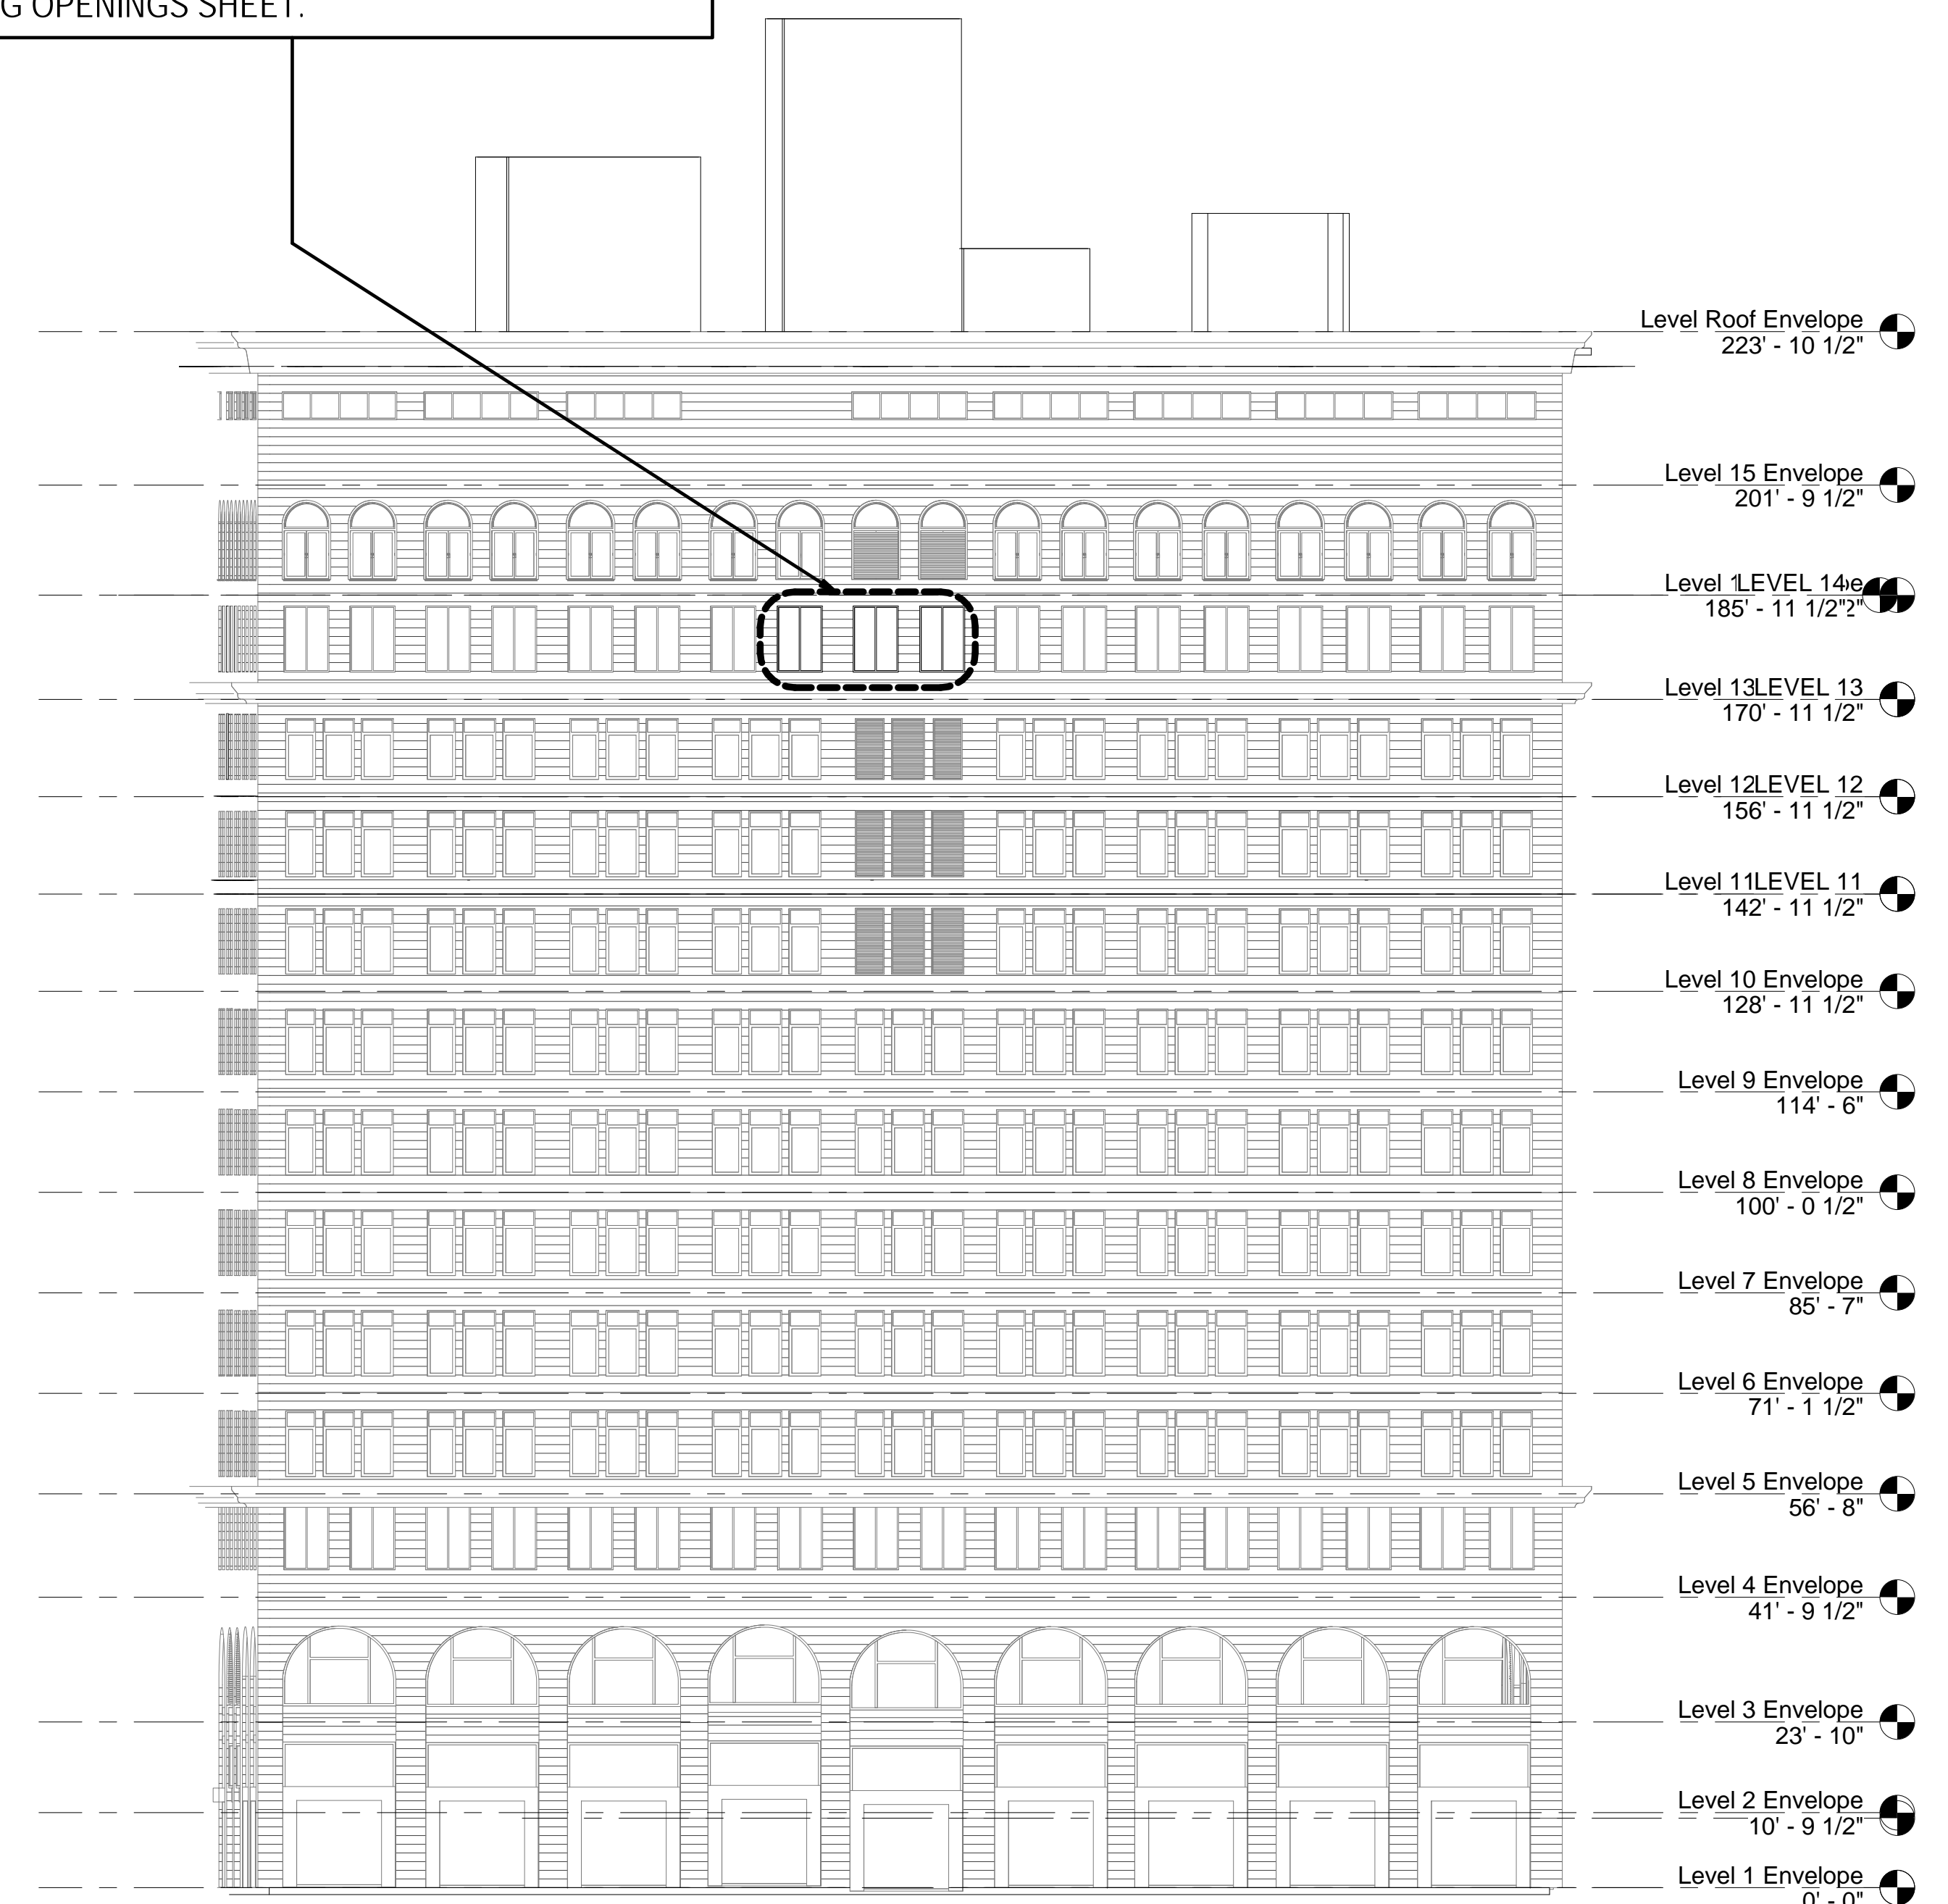 G OPENINGS SHEET.
Level Roof Envelope
223' - 10 1/2"
Level 15 Envelope
201' - 9 1/2"
LEVEL 14
185' - 11 1/2"
Level 13LEVEL 13
170' - 11 1/2"
Level 12LEVEL 12
156' - 11 1/2"
Level 11LEVEL 11
142' - 11 1/2"
Level 10 Envelope
128' - 11 1/2"
Level 9 Envelope
114' - 6"
Level 8 Envelope
100' - 0 1/2"
Level 7 Envelope
85' - 7"
Level 6 Envelope
71' - 1 1/2"
Level 5 Envelope
56' - 8"
Level 4 Envelope
41' - 9 1/2"
Level 3 Envelope
23' - 10"
Level 2 Envelope
10' - 9 1/2"
Level 1 Envelope
0' - 0"